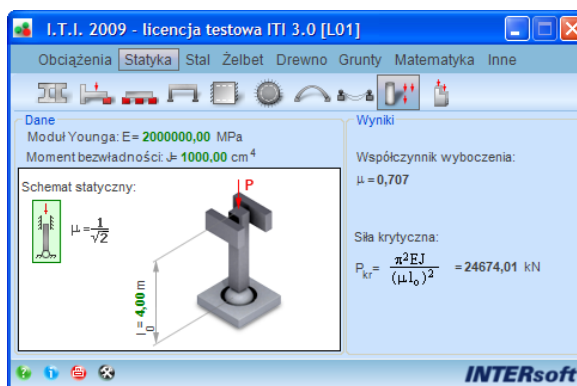 I.T.I. 2009 - licencja testowa ITI 3.0 [L01]
Obciążenia Statyka Stal Żelbet Drewno Grunty Matematyka Inne
Dane
Moduł Younga: E= 2000000,00 MPa
Moment bezwładności: J= 1000,00 cm⁴
Schemat statyczny:
μ = 1/√2
P
l₀ = 4,00 m
Wyniki
Współczynnik wyboczenia:
μ = 0,707
Siła krytyczna:
Pkr = π²EJ/(μl₀)² = 24674,01 kN
INTERsoft